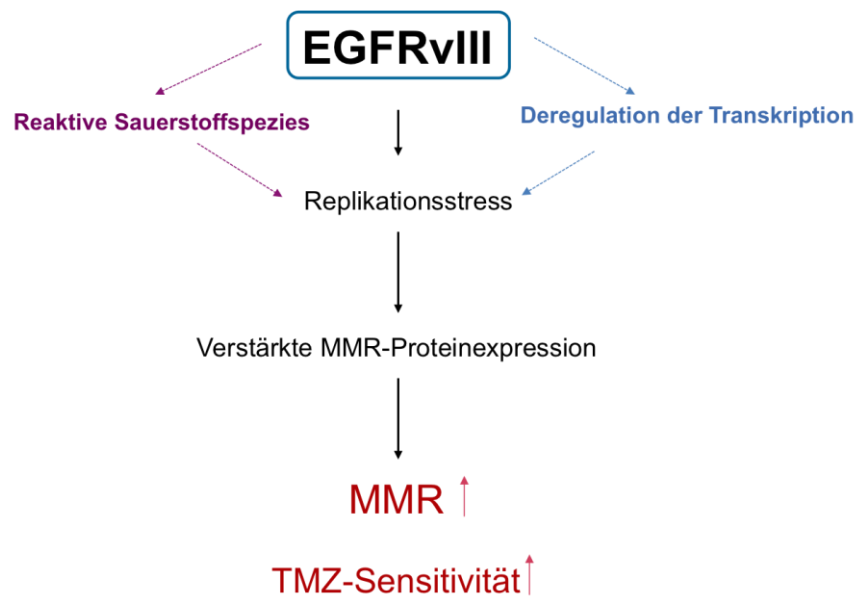 EGFRvIII
Reaktive Sauerstoffspezies
Deregulation der Transkription
Replikationsstress
Verstärkte MMR-Proteinexpression
MMR
TMZ-Sensitivität